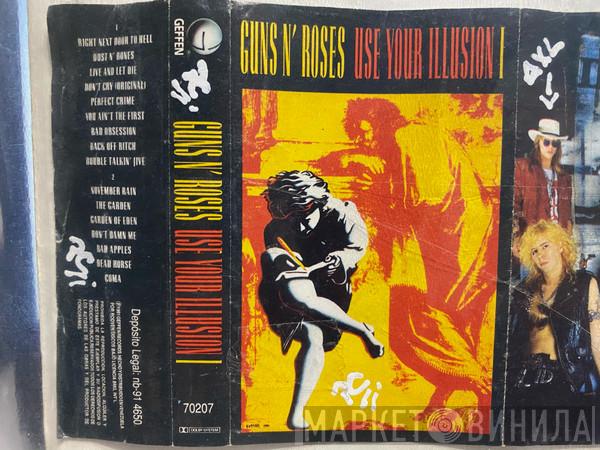 1
RIGHT NEXT DOOR TO HELL
DUST N' BONES
LIVE AND LET DIE
DON'T CRY (ORIGINAL)
PERFECT CRIME
YOU AIN'T THE FIRST
BAD OBSESSION
BACK OFF BITCH
DOUBLE TALKIN' JIVE
2
NOVEMBER RAIN
THE GARDEN
GARDEN OF EDEN
DON'T DAMN ME
BAD APPLES
DEAD HORSE
COMA
Depósito Legal: nb-91 4650
GEFFEN
GUNS N' ROSES USE YOUR ILLUSION I
70207
DOLBY SYSTEM
GUNS N' ROSES USE YOUR ILLUSION I
МАРКЕТ ВИНИЛА